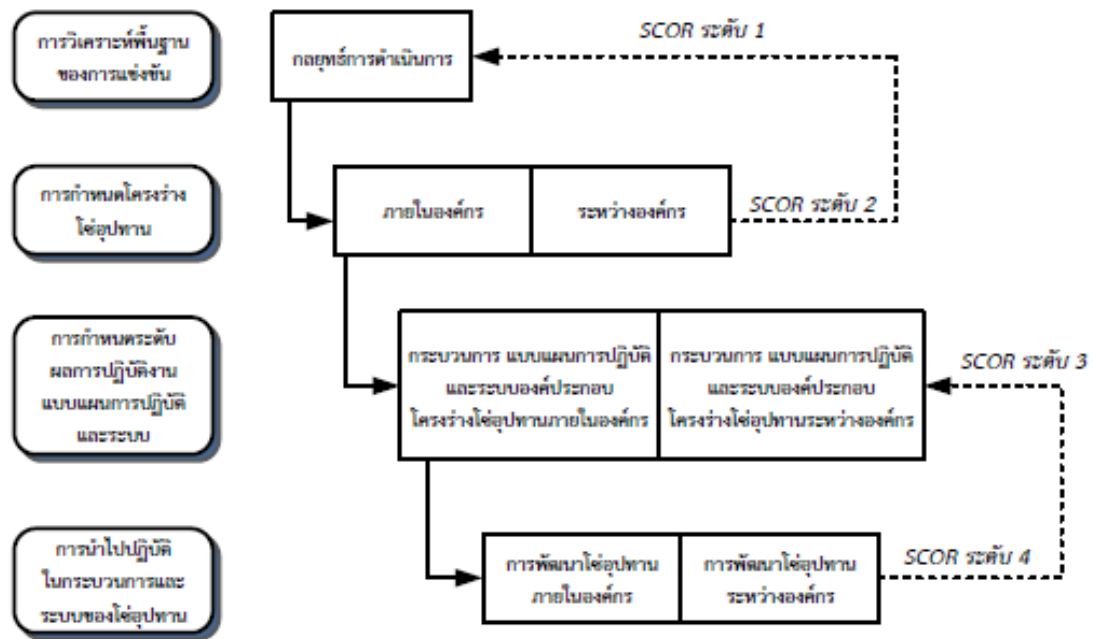 การวิเคราะห์พื้นฐาน
ของการแข่งขัน
กลยุทธ์การดำเนินการ
SCOR ระดับ 1
การกำหนดโครงร่าง
โซ่อุปทาน
ภายในองค์กร
ระหว่างองค์กร
SCOR ระดับ 2
การกำหนดระดับ
ผลการปฏิบัติงาน
แบบแผนการปฏิบัติ
และระบบ
กระบวนการ แบบแผนการปฏิบัติ
และระบบองค์ประกอบ
โครงร่างโซ่อุปทานภายในองค์กร
กระบวนการ แบบแผนการปฏิบัติ
และระบบองค์ประกอบ
โครงร่างโซ่อุปทานระหว่างองค์กร
SCOR ระดับ 3
การนำไปปฏิบัติ
ในกระบวนการและ
ระบบของโซ่อุปทาน
การพัฒนาโซ่อุปทาน
ภายในองค์กร
การพัฒนาโซ่อุปทาน
ระหว่างองค์กร
SCOR ระดับ 4